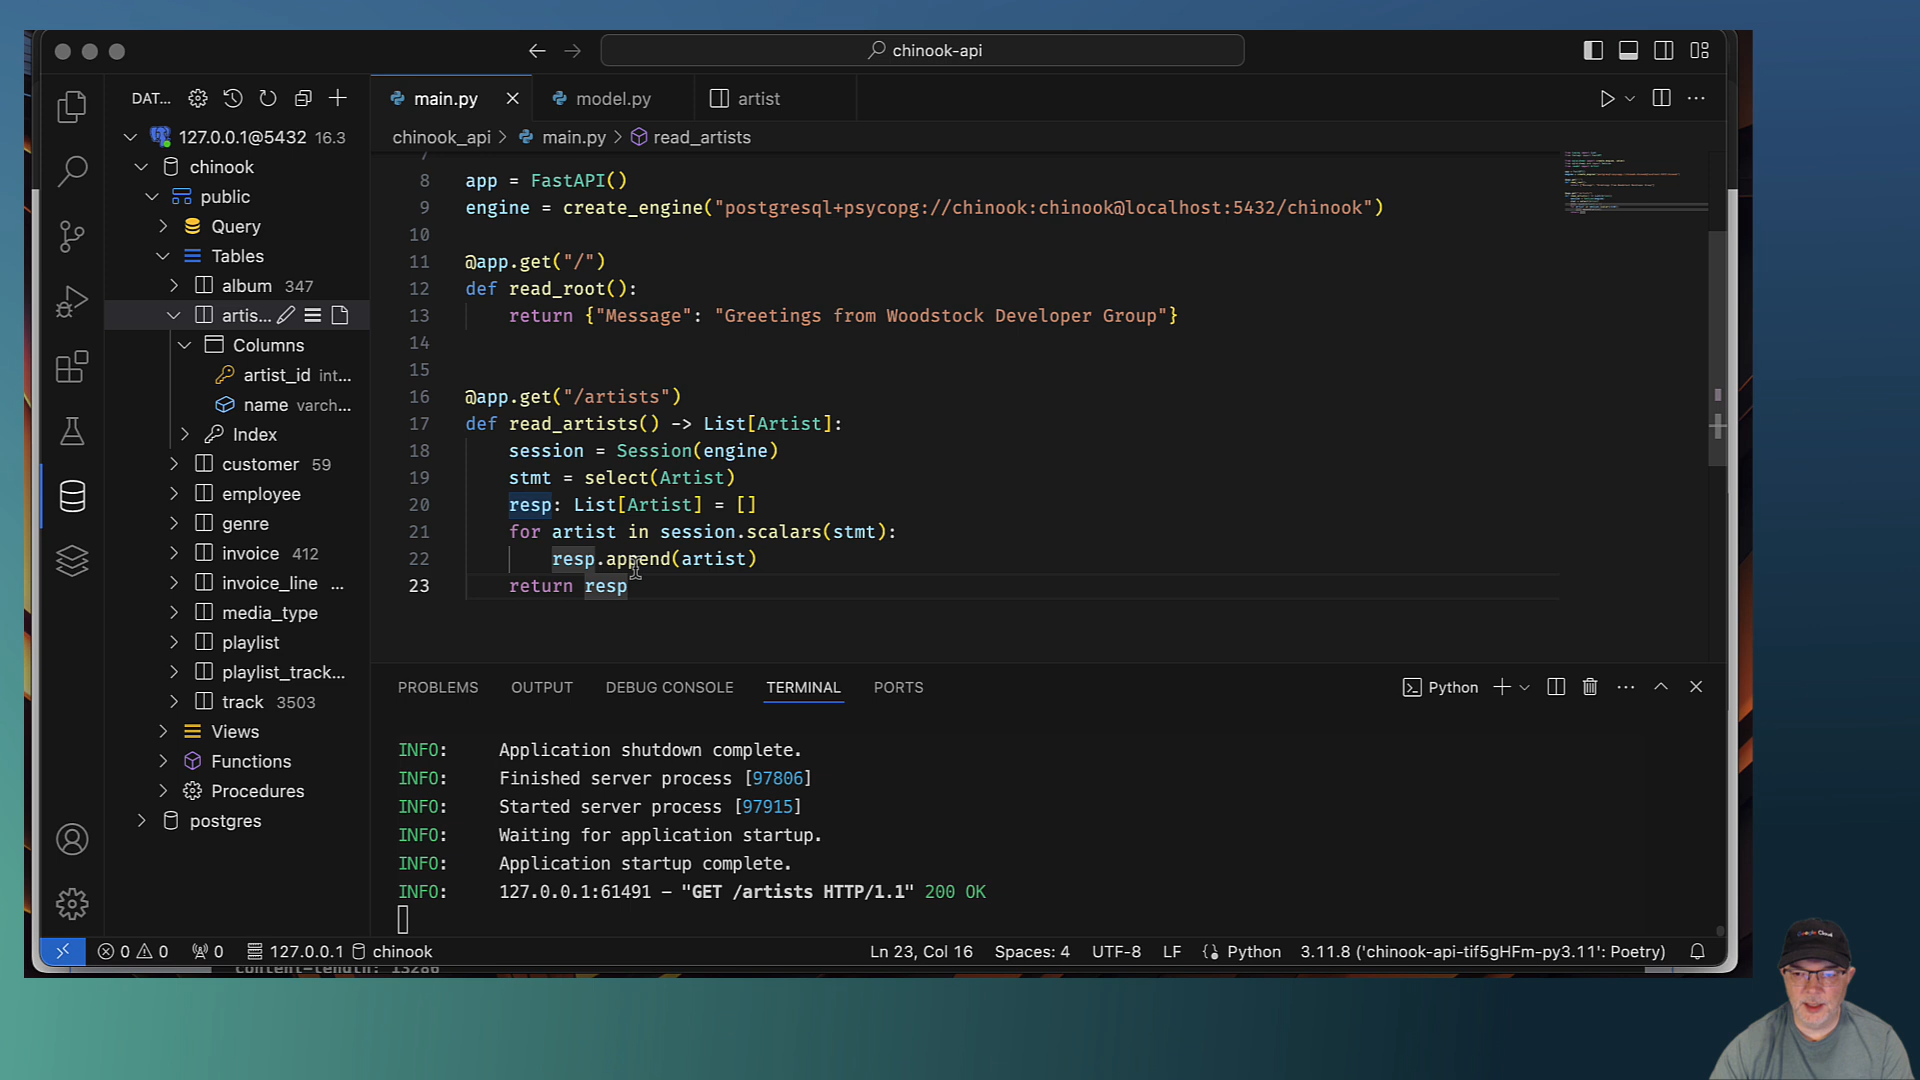 chinook-api
DAT...
main.py
model.py
artist
127.0.0.1@5432 16.3
chinook
public
Query
Tables
album 347
artis...
Columns
artist_id int...
name varch...
Index
customer 59
employee
genre
invoice 412
invoice_line ...
media_type
playlist
playlist_track...
track 3503
Views
Functions
Procedures
postgres
chinook_api > main.py > read_artists
7
8 app = FastAPI()
9 engine = create_engine("postgresql+psycopg://chinook:chinook@localhost:5432/chinook")
10
11 @app.get("/")
12 def read_root():
13 return {"Message": "Greetings from Woodstock Developer Group"}
14
15
16 @app.get("/artists")
17 def read_artists() -> List[Artist]:
18 session = Session(engine)
19 stmt = select(Artist)
20 resp: List[Artist] = []
21 for artist in session.scalars(stmt):
22 resp.append(artist)
23 return resp
PROBLEMS OUTPUT DEBUG CONSOLE TERMINAL PORTS
Python
INFO: Application shutdown complete.
INFO: Finished server process [97806]
INFO: Started server process [97915]
INFO: Waiting for application startup.
INFO: Application startup complete.
INFO: 127.0.0.1:61491 - "GET /artists HTTP/1.1" 200 OK
0 0 0 127.0.0.1 chinook
Ln 23, Col 16 Spaces: 4 UTF-8 LF Python 3.11.8 ('chinook-api-tif5gHFm-py3.11': Poetry)
content-length: 13286
Google Cloud